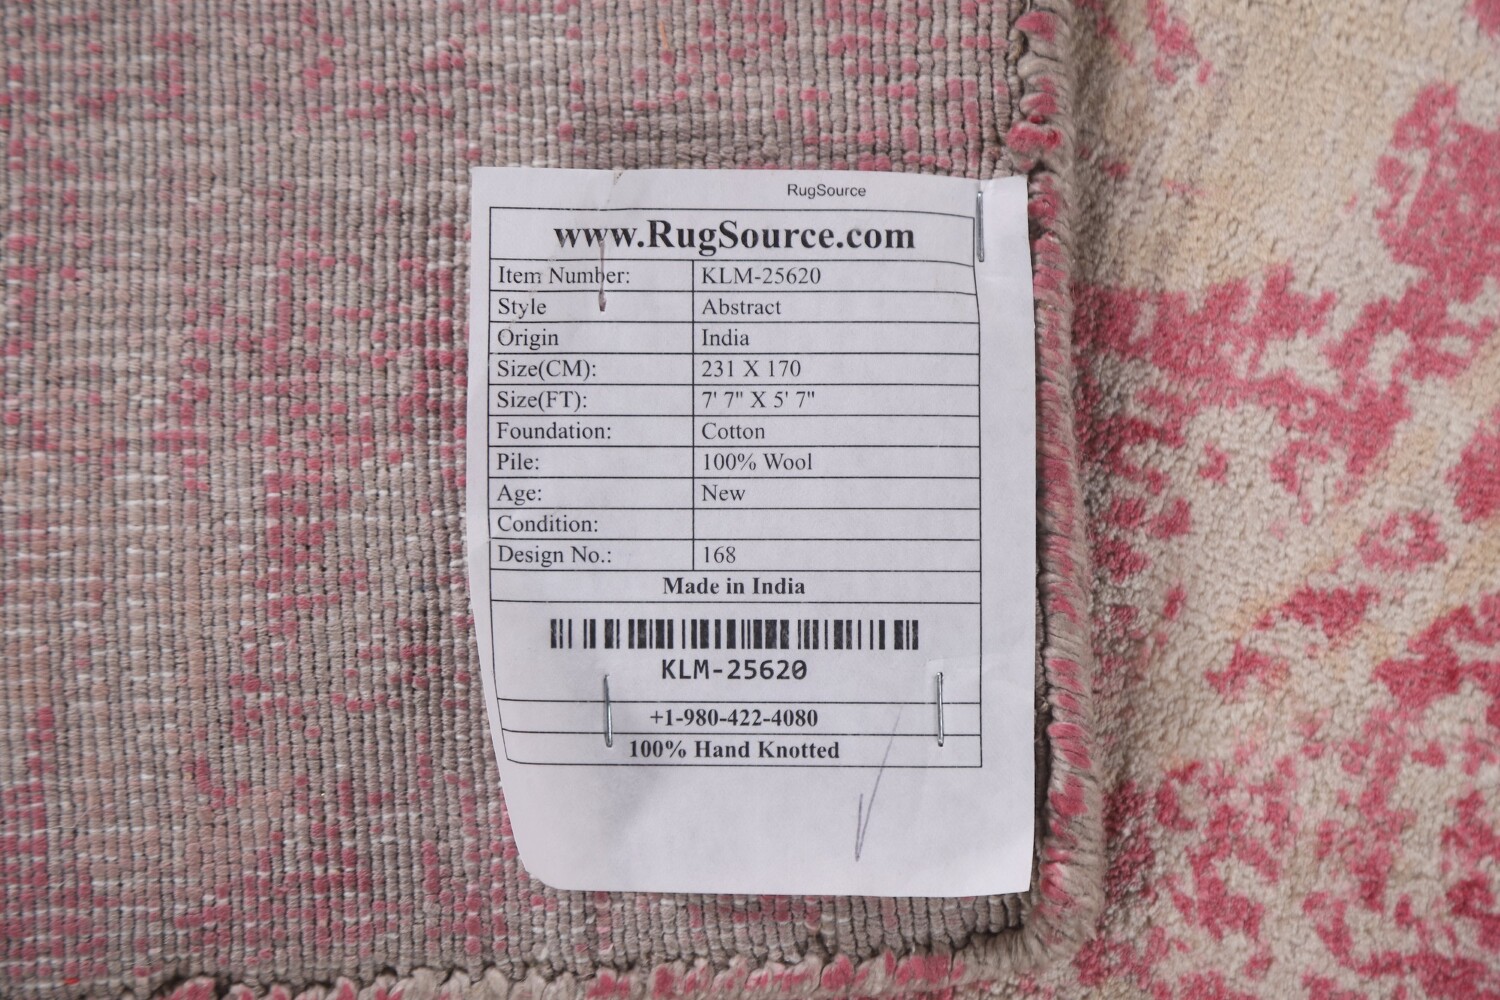 RugSource
www.RugSource.com
Item Number: KLM-25620
Style Abstract
Origin India
Size(CM): 231 X 170
Size(FT): 7' 7" X 5' 7"
Foundation: Cotton
Pile: 100% Wool
Age: New
Condition:
Design No.: 168
Made in India
KLM-25620
+1-980-422-4080
100% Hand Knotted